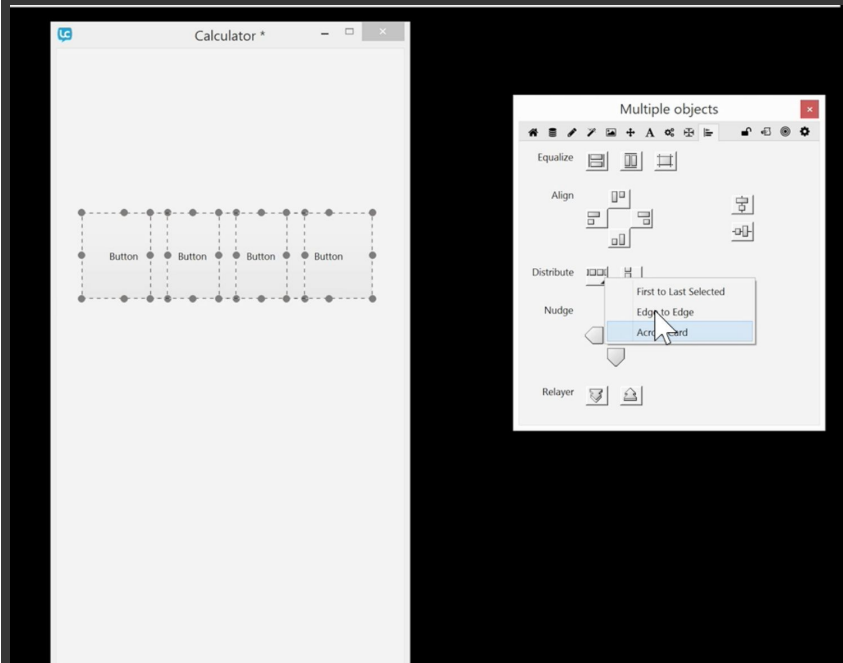 Calculator *
Button Button Button Button
Multiple objects
Equalize
Align
Distribute
First to Last Selected
Nudge
Edge to Edge
Relayer